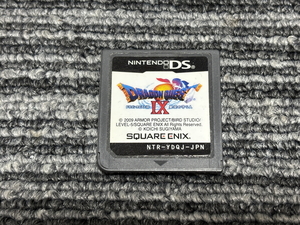 NINTENDO DS
DRAGON QUEST
IX
© 2009 ARMOR PROJECT/BIRD STUDIO/
LEVEL-5/SQUARE ENIX All Rights Reserved.
© KOICHI SUGIYAMA
SQUARE ENIX
NTR-YDQJ-JPN